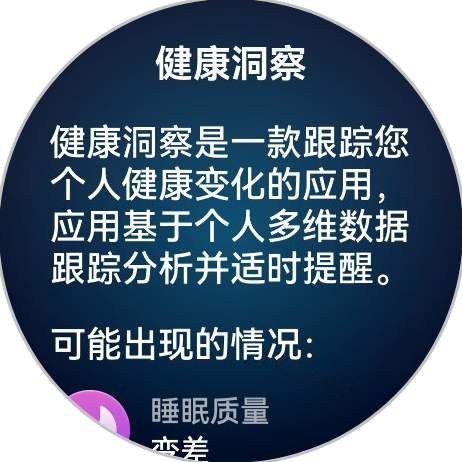 健康洞察
健康洞察是一款跟踪您
个人健康变化的应用，
应用基于个人多维数据
跟踪分析并适时提醒。
可能出现的情况：
睡眠质量
变差